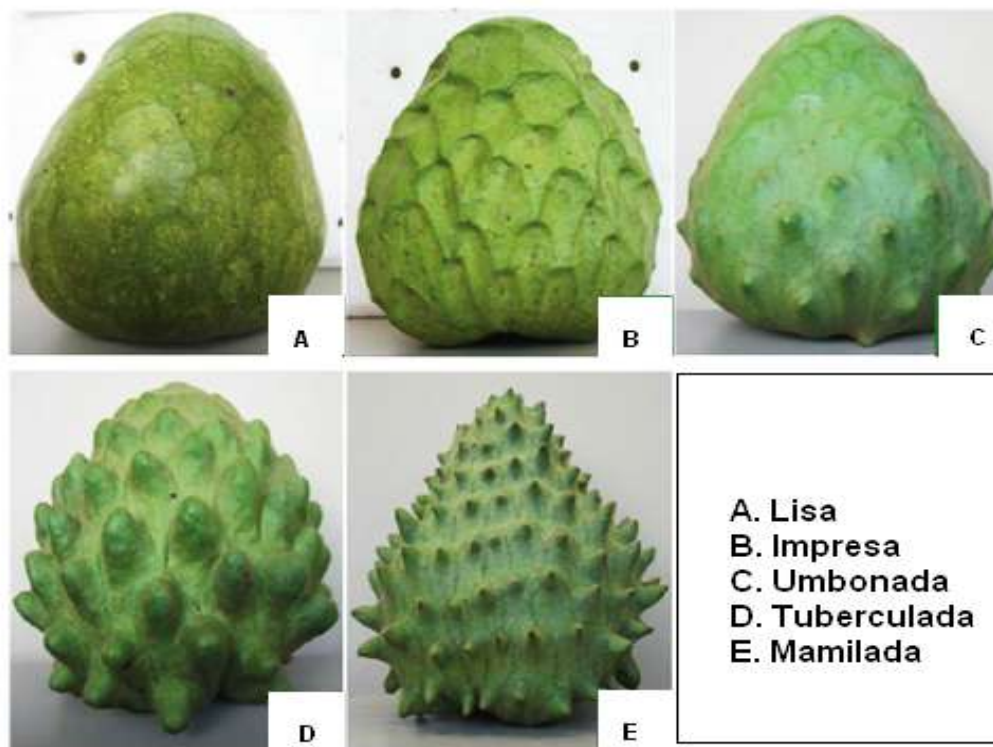 A
B
C
D
E
A. Lisa
B. Impresa
C. Umbonada
D. Tuberculada
E. Mamilada